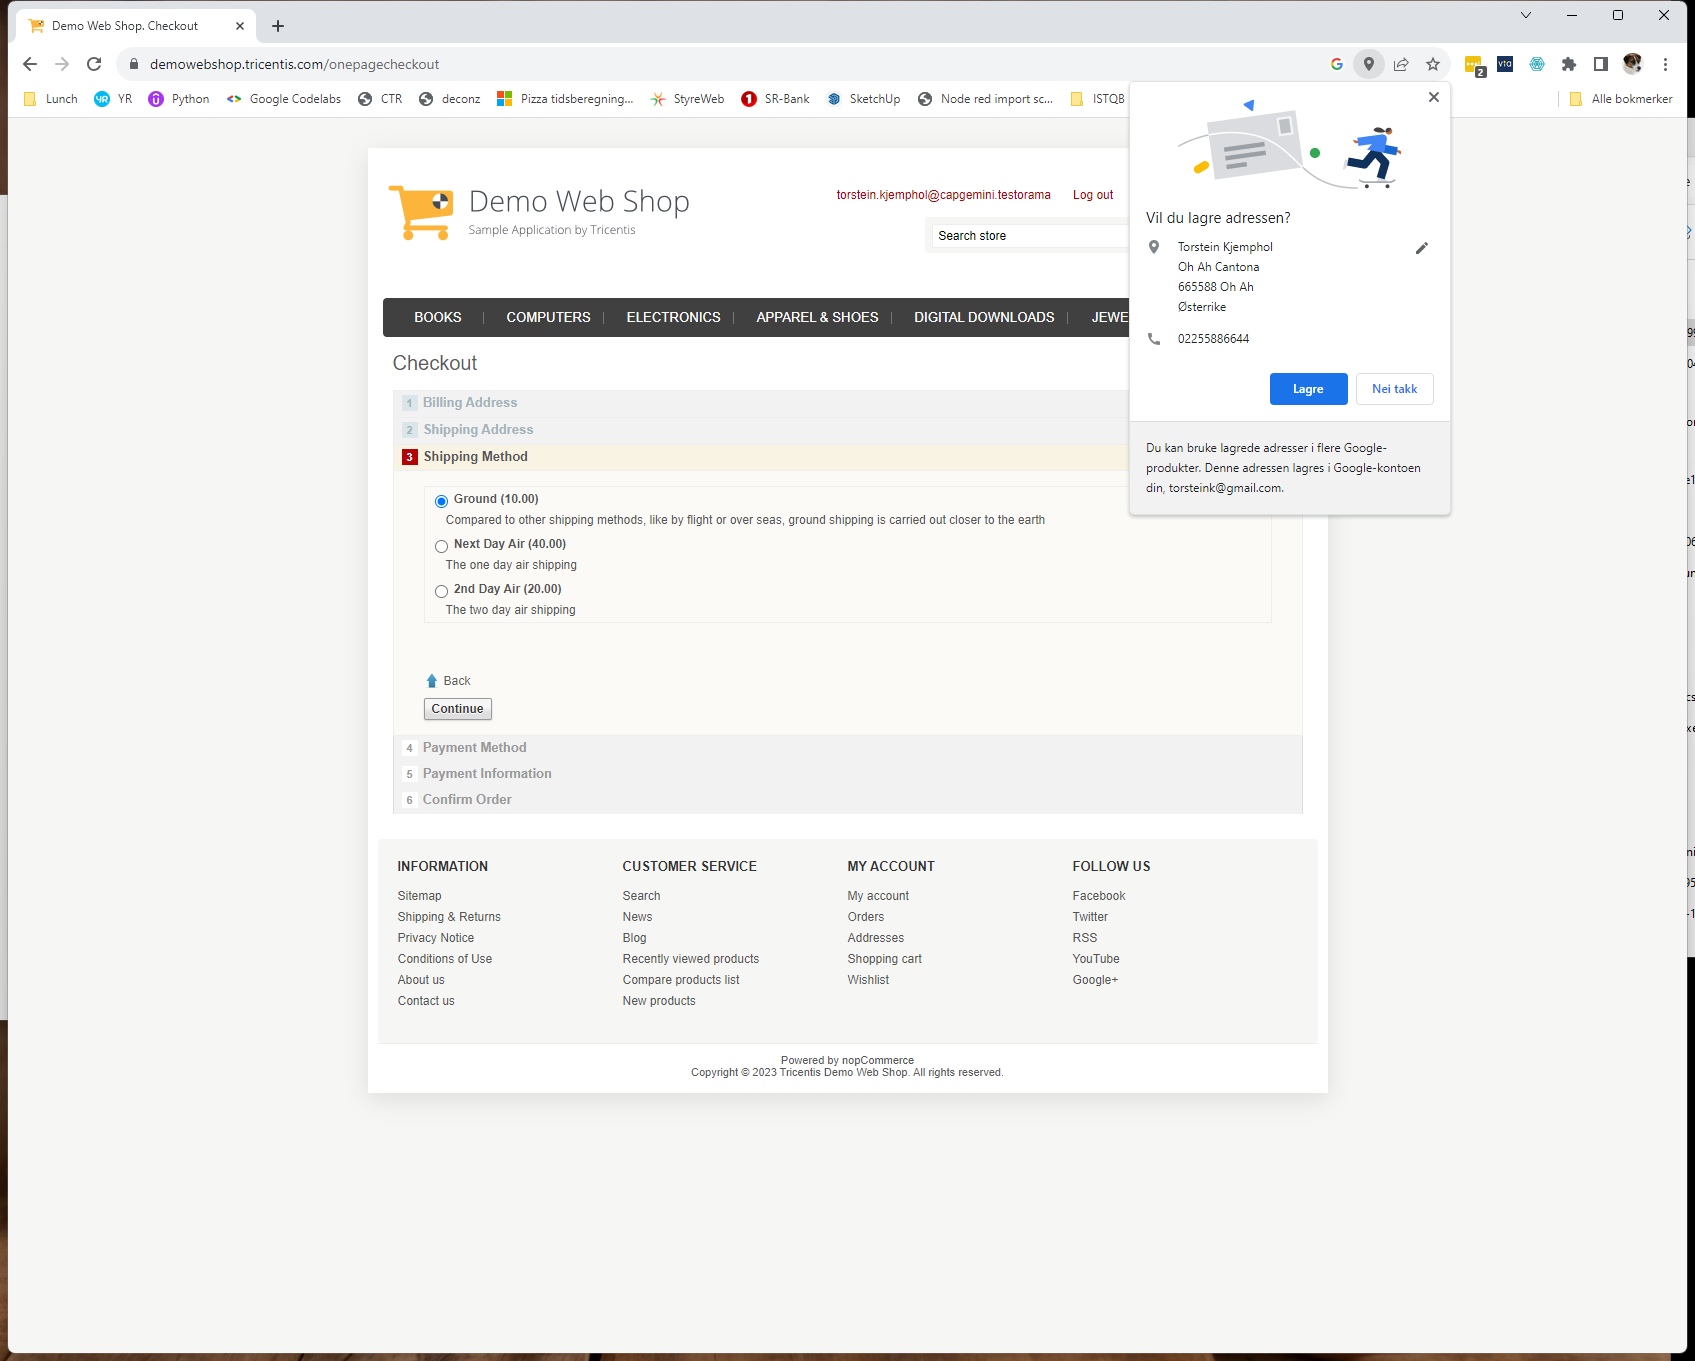 Demo Web Shop. Checkout
demowebshop.tricentis.com/onepagecheckout
2
vta
Lunch
YR
Python
Google Codelabs
CTR
deconz
Pizza tidsberegning...
StyreWeb
SR-Bank
SketchUp
Node red import sc...
ISTQB
Alle bokmerker
Demo Web Shop
Sample Application by Tricentis
torstein.kjemphol@capgemini.testorama
Log out
Search store
BOOKS
COMPUTERS
ELECTRONICS
APPAREL & SHOES
DIGITAL DOWNLOADS
JEWE
Vil du lagre adressen?
Torstein Kjemphol
Oh Ah Cantona
665588 Oh Ah
Østerrike
02255886644
Lagre
Nei takk
Du kan bruke lagrede adresser i flere Google-
produkter. Denne adressen lagres i Google-kontoen
din, torsteink@gmail.com.
Checkout
1 Billing Address
2 Shipping Address
3 Shipping Method
Ground (10.00)
Compared to other shipping methods, like by flight or over seas, ground shipping is carried out closer to the earth
Next Day Air (40.00)
The one day air shipping
2nd Day Air (20.00)
The two day air shipping
Back
Continue
4 Payment Method
5 Payment Information
6 Confirm Order
INFORMATION
Sitemap
Shipping & Returns
Privacy Notice
Conditions of Use
About us
Contact us
CUSTOMER SERVICE
Search
News
Blog
Recently viewed products
Compare products list
New products
MY ACCOUNT
My account
Orders
Addresses
Shopping cart
Wishlist
FOLLOW US
Facebook
Twitter
RSS
YouTube
Google+
Powered by nopCommerce
Copyright © 2023 Tricentis Demo Web Shop. All rights reserved.